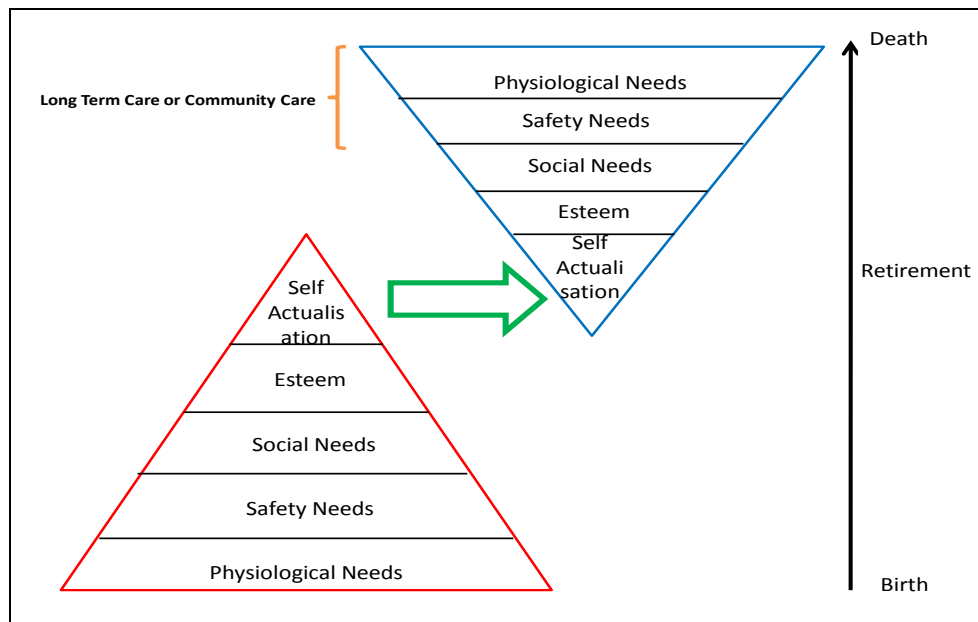 Death
Physiological Needs
Long Term Care or Community Care
Safety Needs
Social Needs
Esteem
Self
Actuali
sation
Retirement
Self
Actualis
ation
Esteem
Social Needs
Safety Needs
Physiological Needs
Birth